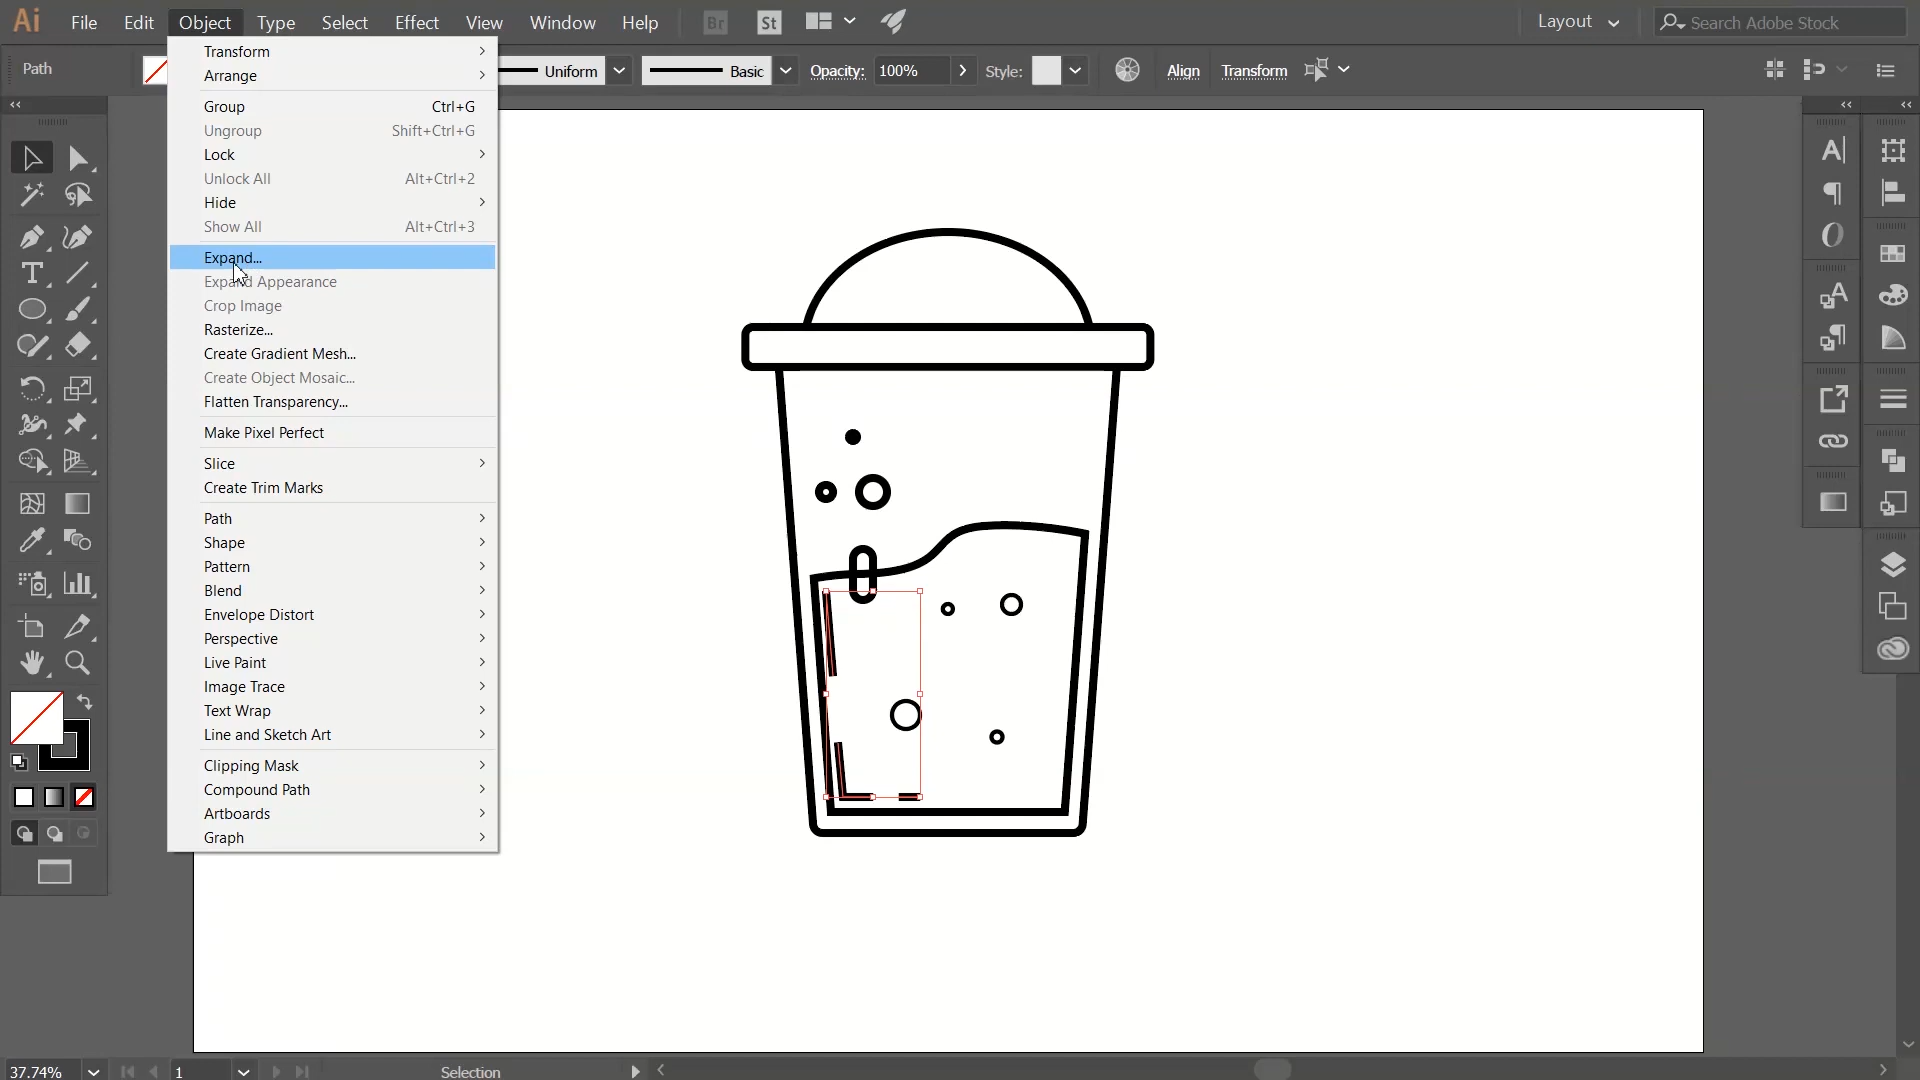 Ai File Edit Object Type Select Effect View Window Help Br St Layout Search Adobe Stock
Path Uniform Basic Opacity: 100% Style: Align Transform
Transform
Arrange
Group Ctrl+G
Ungroup Shift+Ctrl+G
Lock
Unlock All Alt+Ctrl+2
Hide
Show All Alt+Ctrl+3
Expand...
Expand Appearance
Crop Image
Rasterize...
Create Gradient Mesh...
Create Object Mosaic...
Flatten Transparency...
Make Pixel Perfect
Slice
Create Trim Marks
Path
Shape
Pattern
Blend
Envelope Distort
Perspective
Live Paint
Image Trace
Text Wrap
Line and Sketch Art
Clipping Mask
Compound Path
Artboards
Graph
37.74% 1 Selection